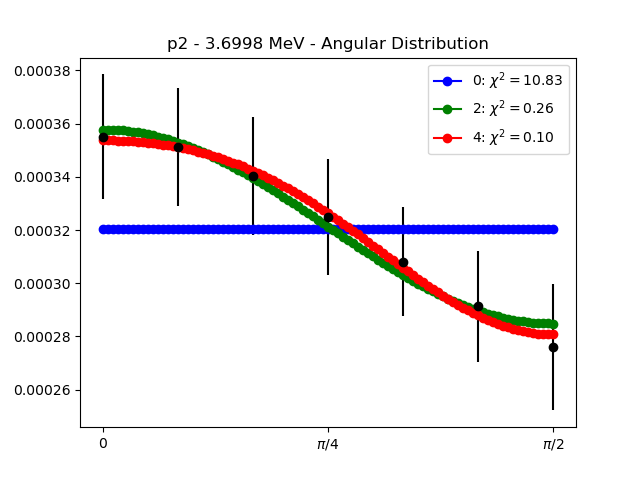 p2 - 3.6998 MeV - Angular Distribution
0.00038
0.00036
0.00034
0.00032
0.00030
0.00028
0.00026
0: χ² = 10.83
2: χ² = 0.26
4: χ² = 0.10
0
π/4
π/2